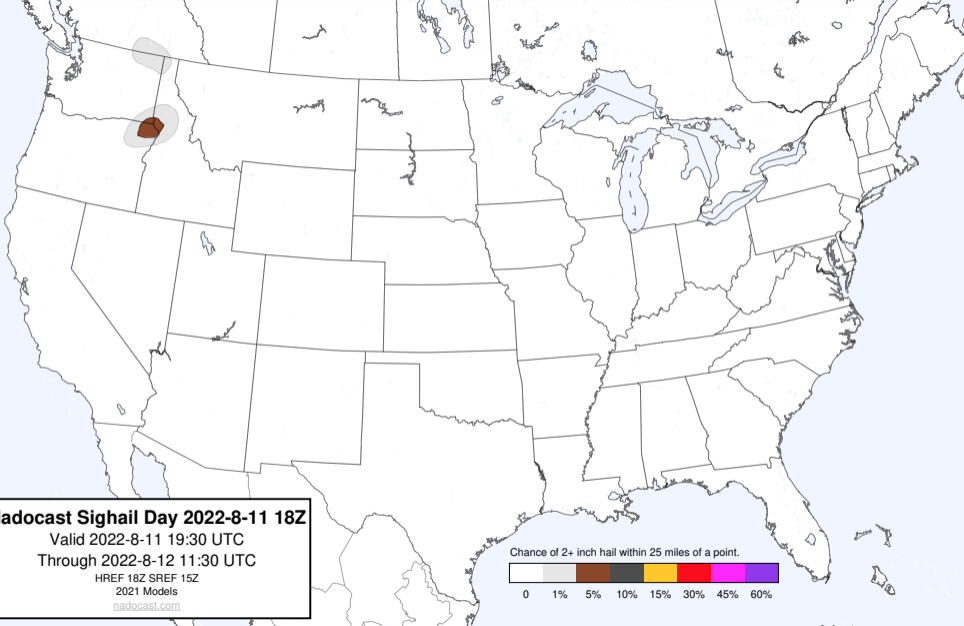 adocast Sighail Day 2022-8-11 18Z
Valid 2022-8-11 19:30 UTC
Through 2022-8-12 11:30 UTC
HREF 18Z SREF 15Z
2021 Models
nadocast.com
Chance of 2+ inch hail within 25 miles of a point.
0 1% 5% 10% 15% 30% 45% 60%